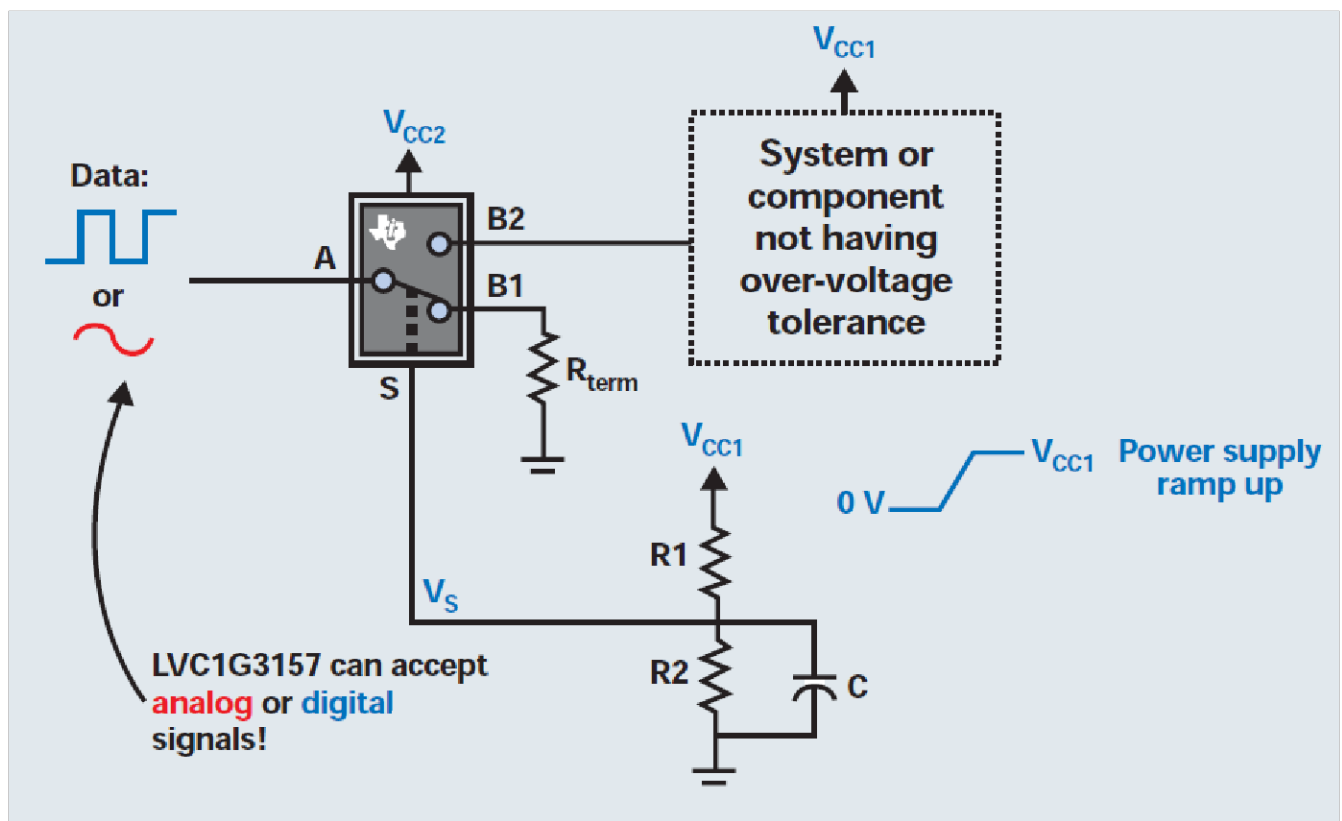 VCC1
VCC2
System or
component
not having
over-voltage
tolerance
Data:
B2
A
or
B1
Rterm
S
VCC1
VCC1 Power supply
ramp up
0 V
R1
VS
LVC1G3157 can accept
analog or digital
signals!
R2
C